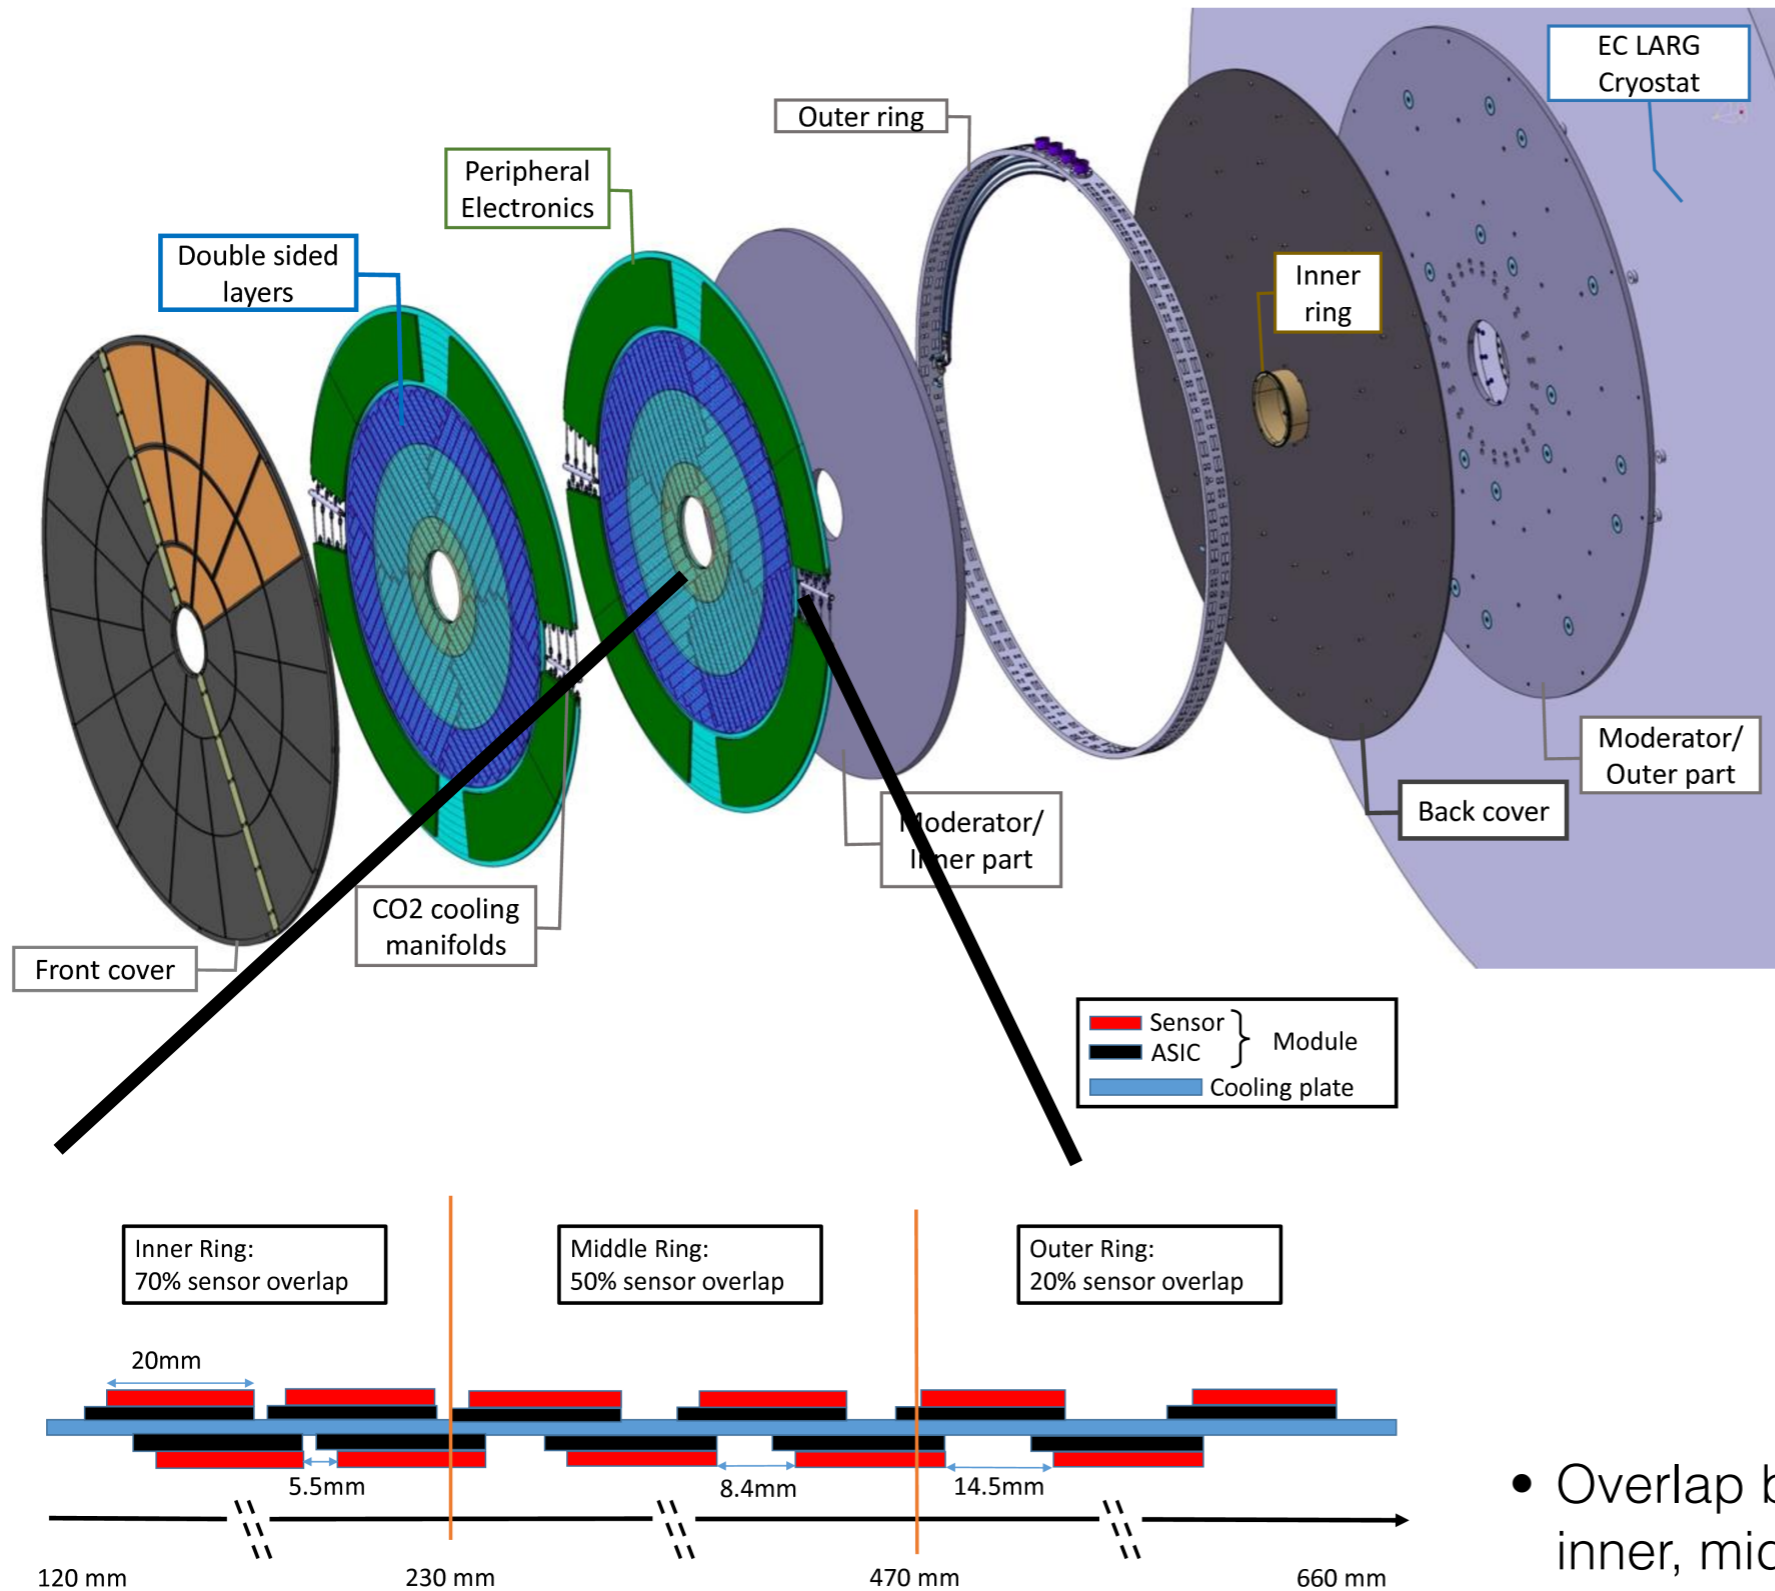 EC LARG
Cryostat
Outer ring
Peripheral
Electronics
Double sided
layers
Inner
ring
Moderator/
Outer part
Back cover
Moderator/
Inner part
CO2 cooling
manifolds
Front cover
Sensor
ASIC
Module
Cooling plate
Inner Ring:
70% sensor overlap
Middle Ring:
50% sensor overlap
Outer Ring:
20% sensor overlap
20mm
5.5mm
8.4mm
14.5mm
120 mm
230 mm
470 mm
660 mm
• Overlap
inner,